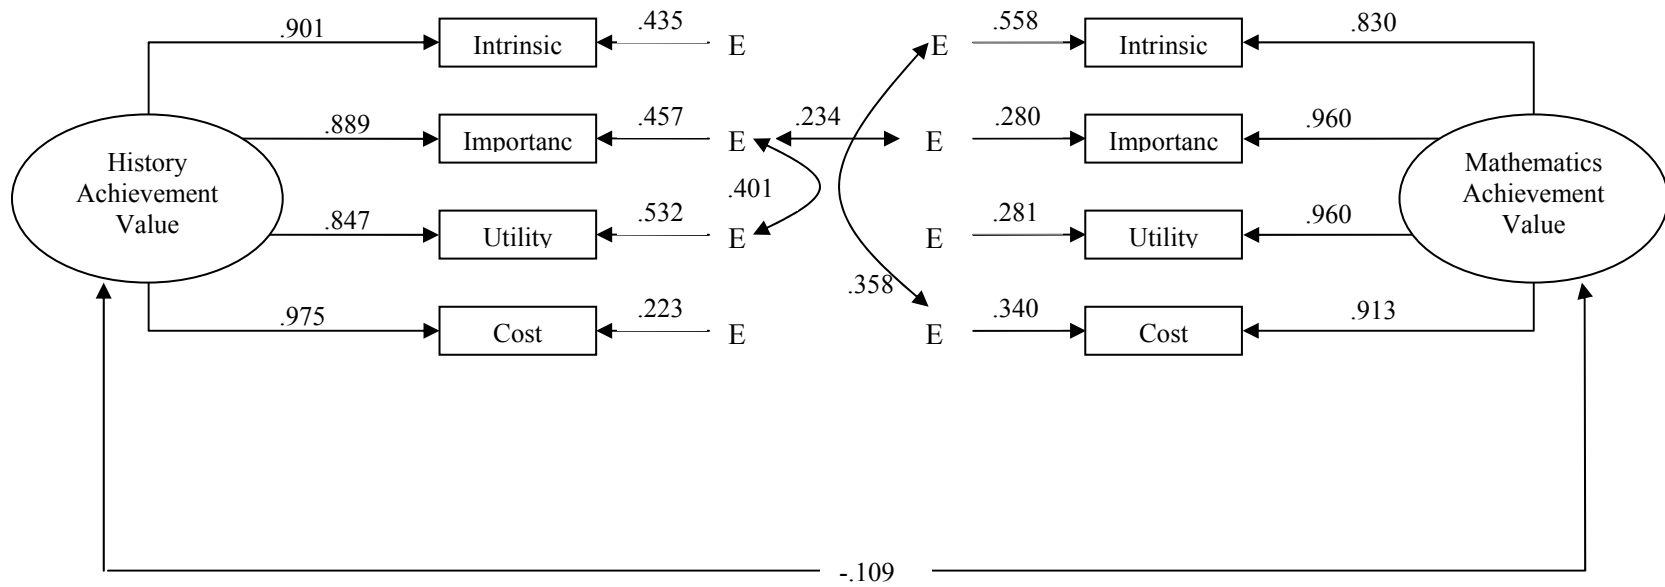 .901
Intrinsic
.435
E
E
.558
Intrinsic
.830
.889
Importanc
.457
E
.234
E
.280
Importanc
.960
History
Achievement
Value
.401
Mathematics
Achievement
Value
.847
Utility
.532
E
E
.281
Utility
.960
.358
.975
Cost
.223
E
E
.340
Cost
.913
-.109